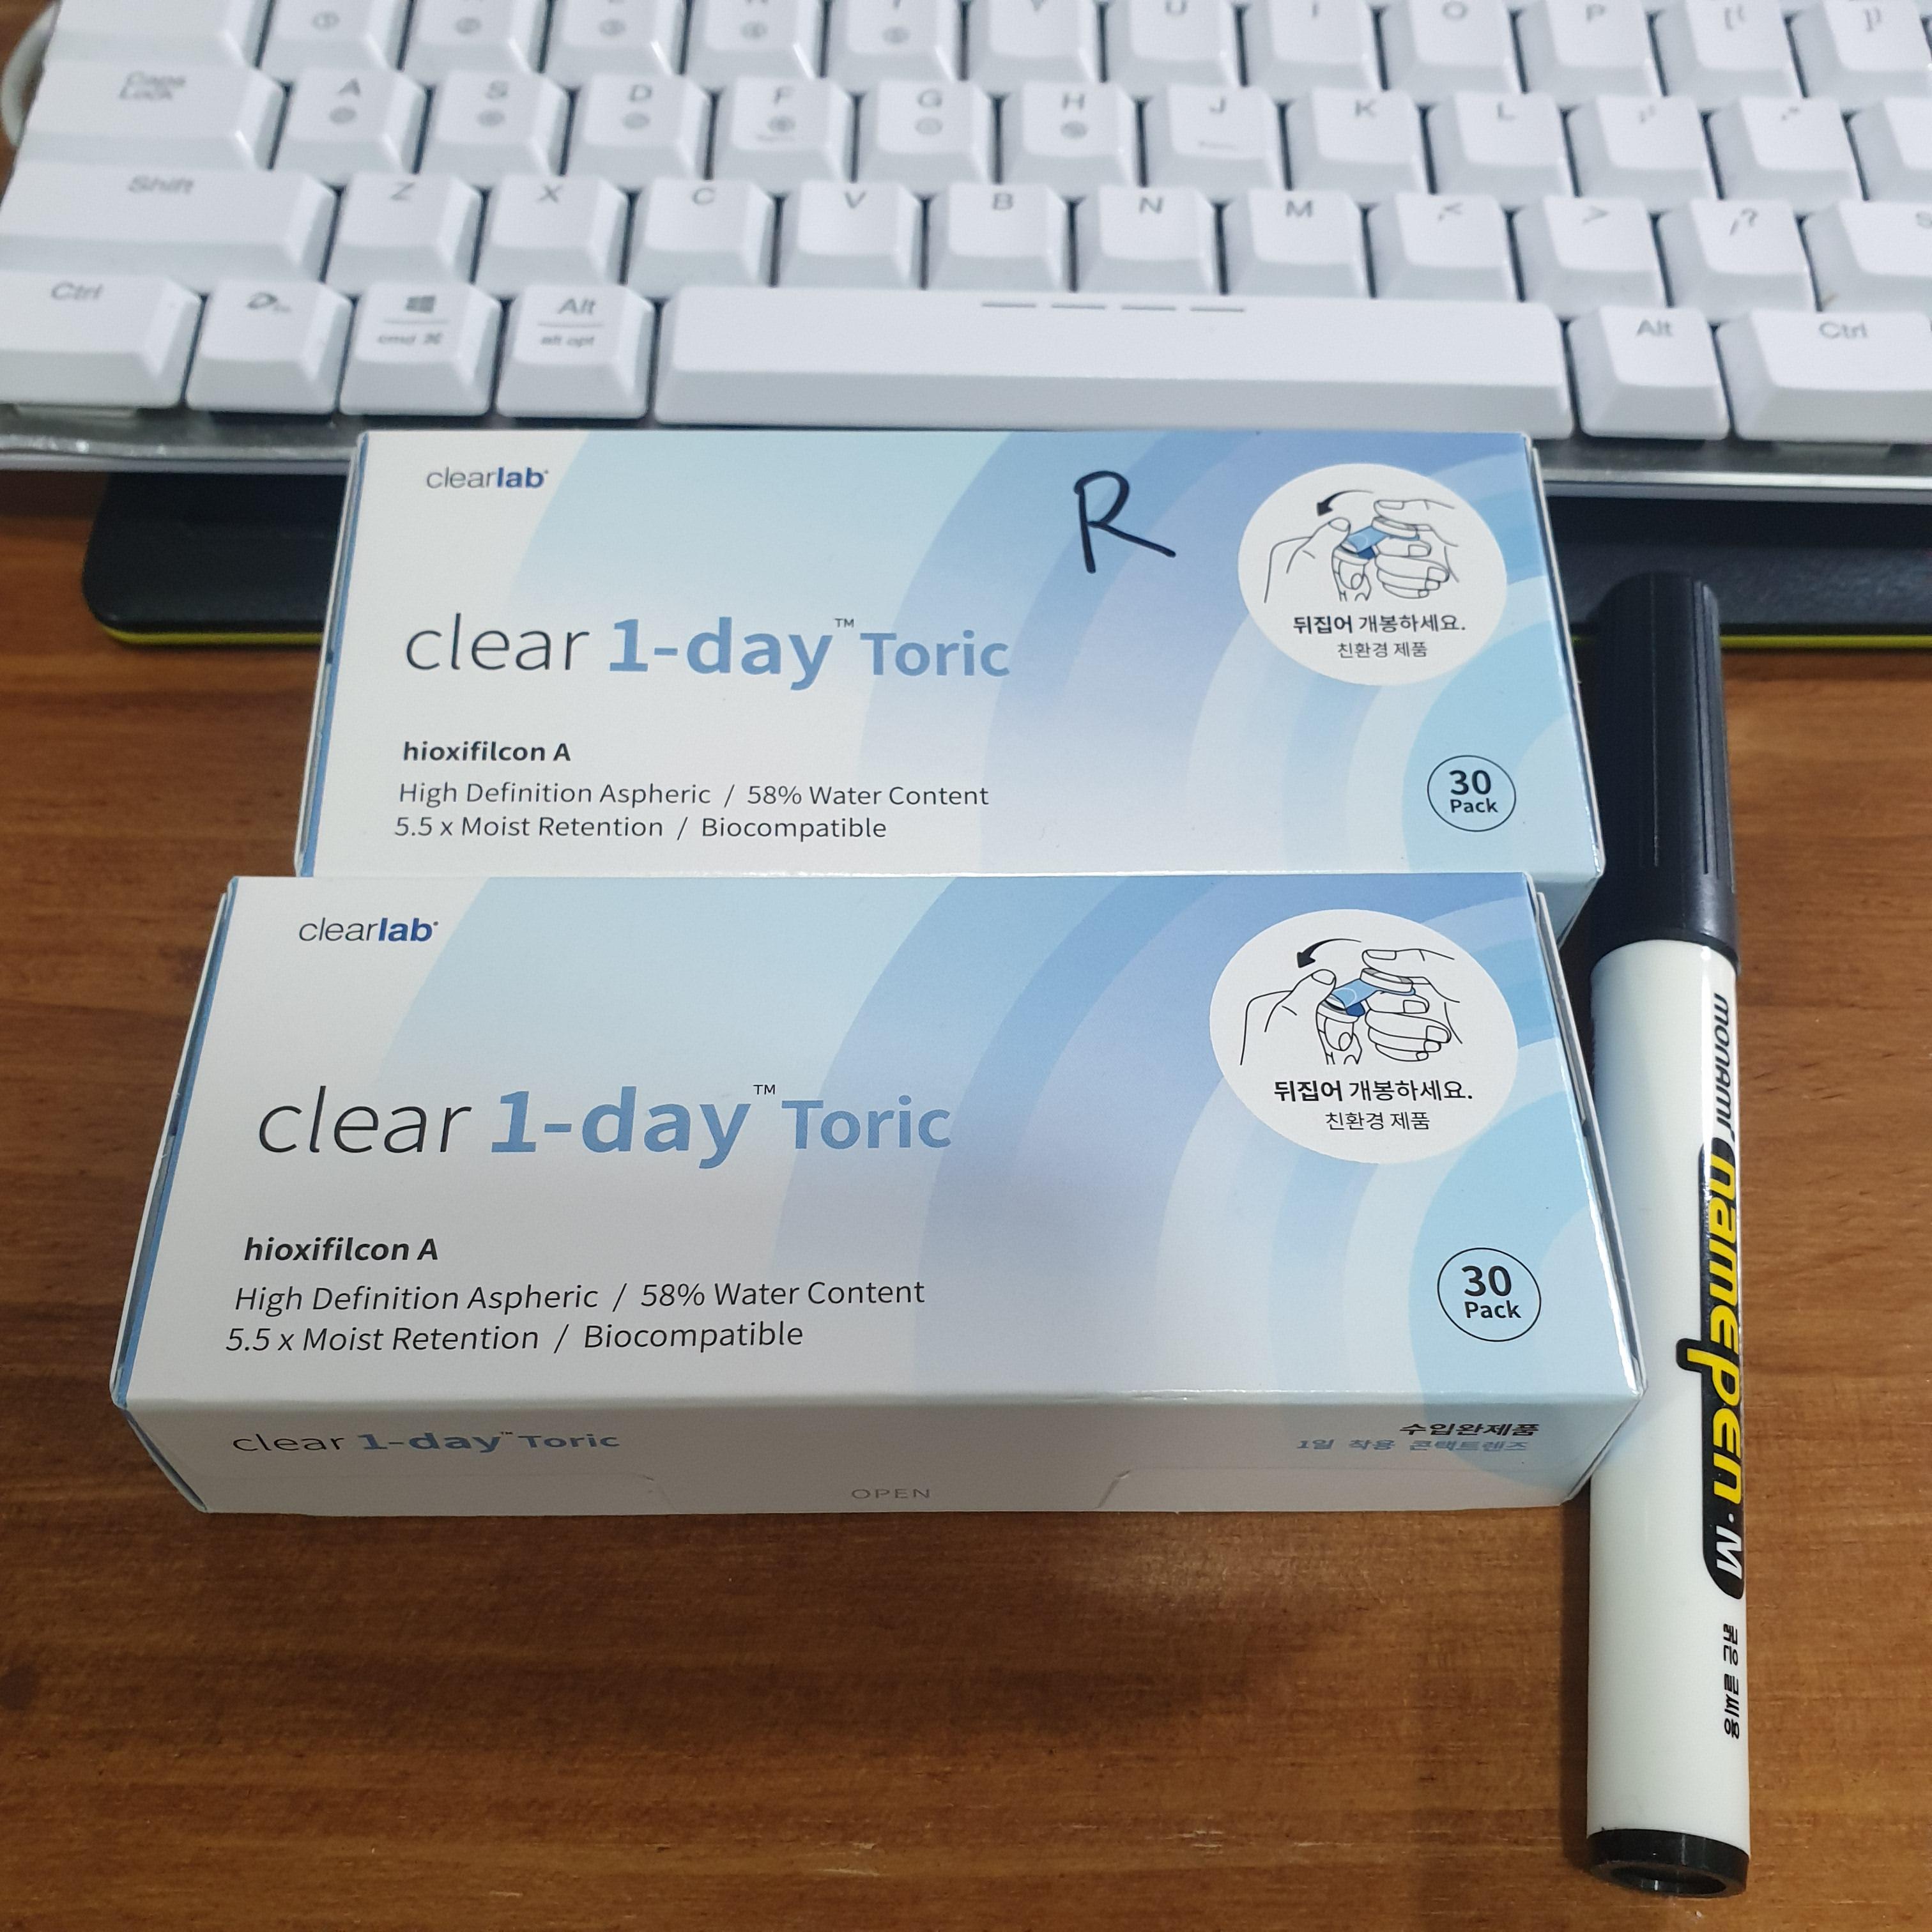 Y U I O P [{ ]}
Caps Lock A S D F G H J K L
Shift Z X C V B N M ,< > /?
Ctrl Alt Alt Ctrl
cmd ⌘ alt opt
clearlab
R
clear 1-day™ Toric
뒤집어 개봉하세요.
친환경 제품
hioxifilcon A
High Definition Aspheric / 58% Water Content
5.5 x Moist Retention / Biocompatible
30
Pack
clearlab
clear 1-day™ Toric
뒤집어 개봉하세요.
친환경 제품
hioxifilcon A
High Definition Aspheric / 58% Water Content
5.5 x Moist Retention / Biocompatible
30
Pack
clear 1-day™ Toric
수입완제품
1일 착용 콘택트렌즈
OPEN
monami namepen·M 굵은 글씨용